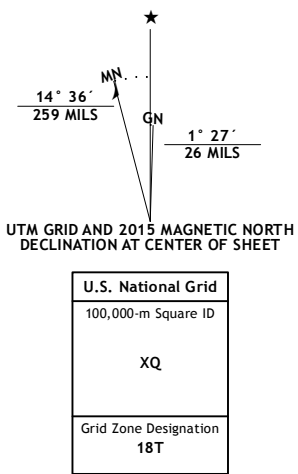 ★
MN
GN
14° 36´
259 MILS
1° 27´
26 MILS
UTM GRID AND 2015 MAGNETIC NORTH
DECLINATION AT CENTER OF SHEET
U.S. National Grid
100,000-m Square ID
XQ
Grid Zone Designation
18T